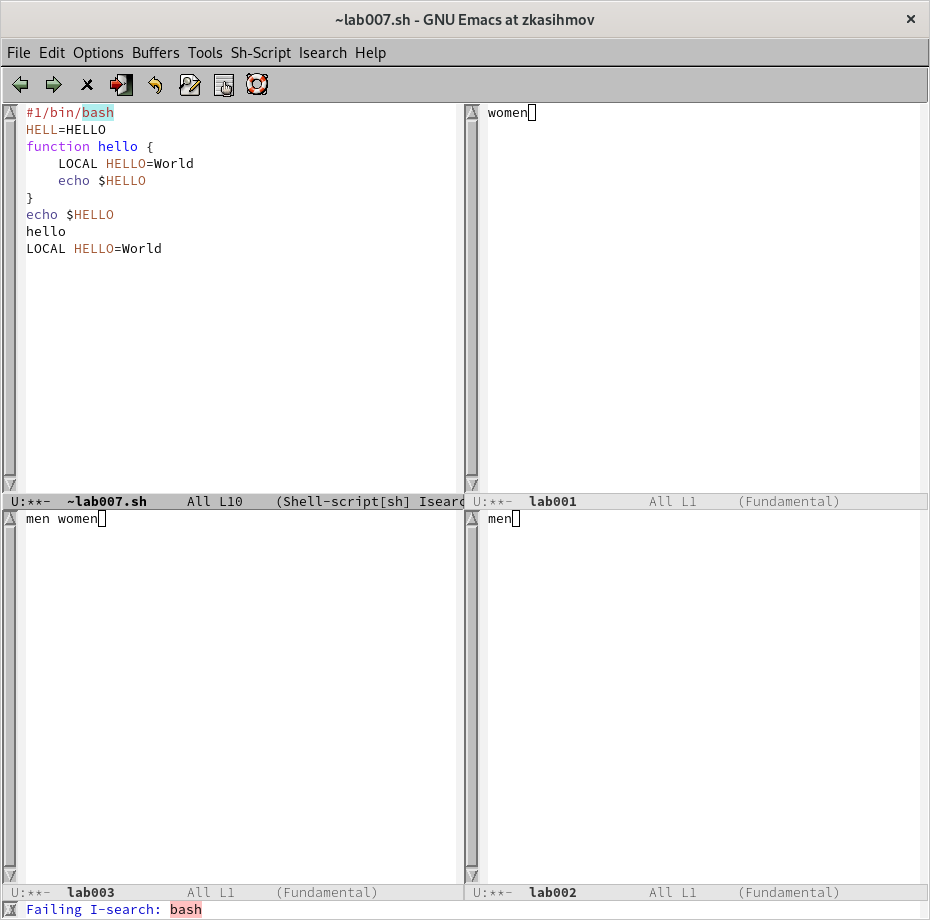 ~lab007.sh - GNU Emacs at zkasihmov
File Edit Options Buffers Tools Sh-Script Isearch Help
#1/bin/bash
HELL=HELLO
function hello {
    LOCAL HELLO=World
    echo $HELLO
}
echo $HELLO
hello
LOCAL HELLO=World
U:**-  ~lab007.sh     All L10    (Shell-script[sh] Isearc
women
U:**-  lab001         All L1     (Fundamental)
men women
U:**-  lab003         All L1     (Fundamental)
men
U:**-  lab002         All L1     (Fundamental)
Failing I-search: bash